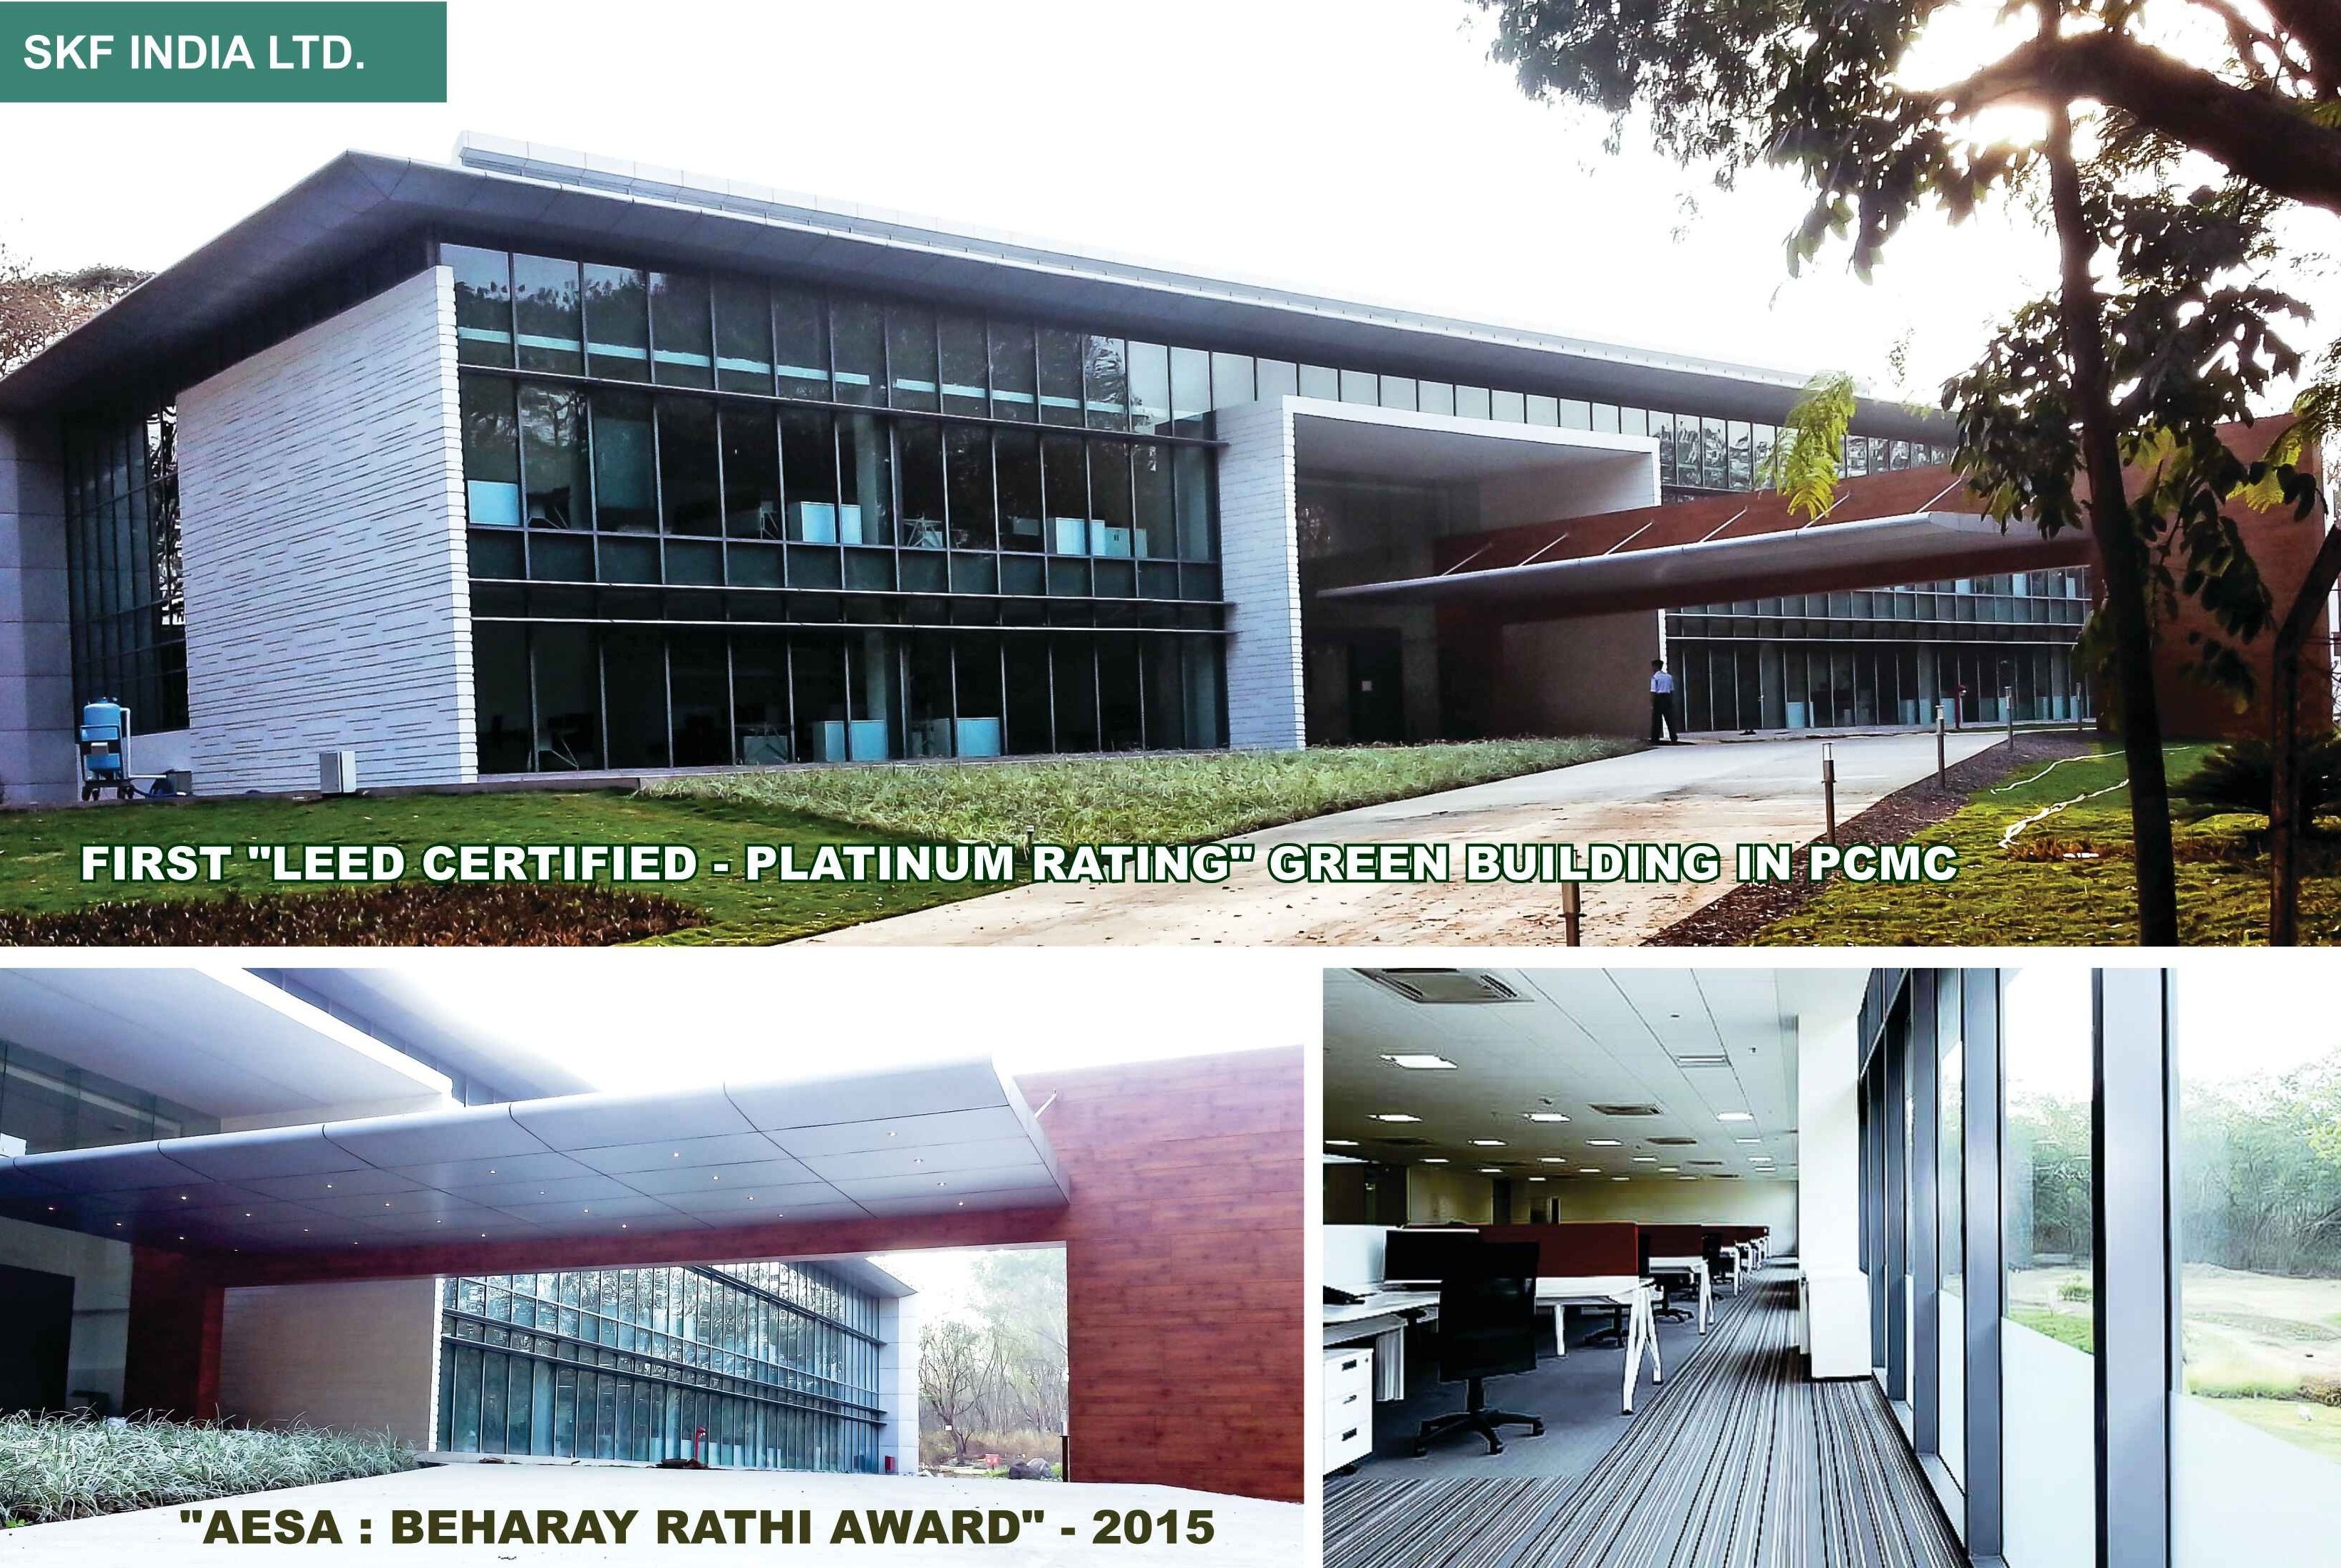 SKF INDIA LTD.
FIRST "LEED CERTIFIED - PLATINUM RATING" GREEN BUILDING IN PCMC
"AESA : BEHARAY RATHI AWARD" - 2015